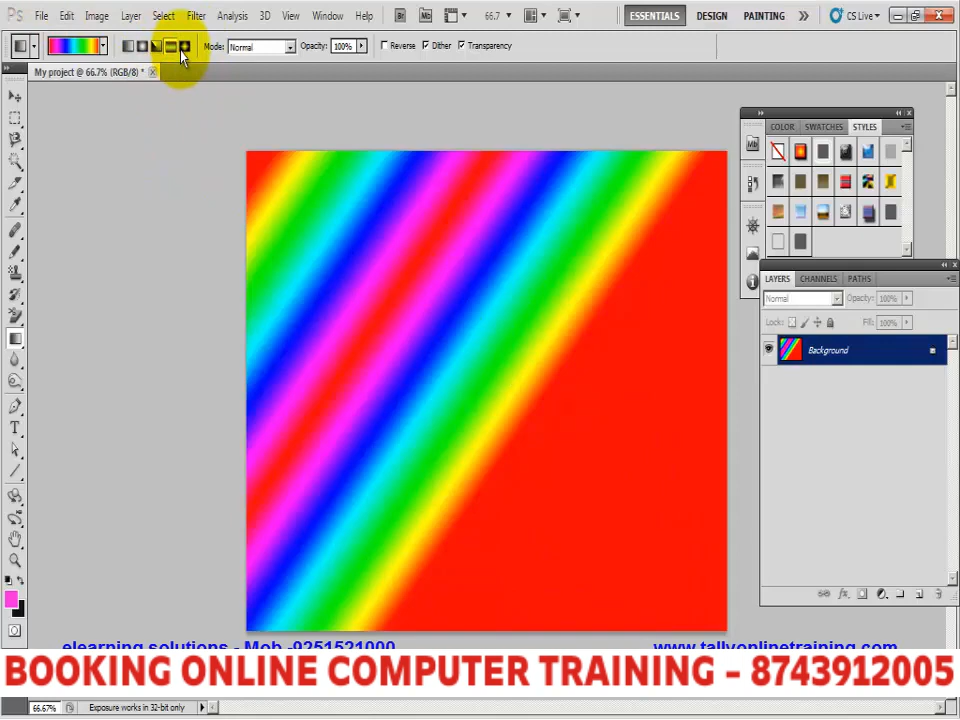 Ps File Edit Image Layer Select Filter Analysis 3D View Window Help Br Mb 66.7 ESSENTIALS DESIGN PAINTING CS Live
Mode: Normal Opacity: 100% Reverse Dither Transparency
My project @ 66.7% (RGB/8) *
COLOR SWATCHES STYLES
Mb
LAYERS CHANNELS PATHS
Normal Opacity: 100%
Lock: Fill: 100%
Background
elearning solutions - Mob -9251521000 www.tallyonlinetraining.com
BOOKING ONLINE COMPUTER TRAINING – 8743912005
66.67% Exposure works in 32-bit only